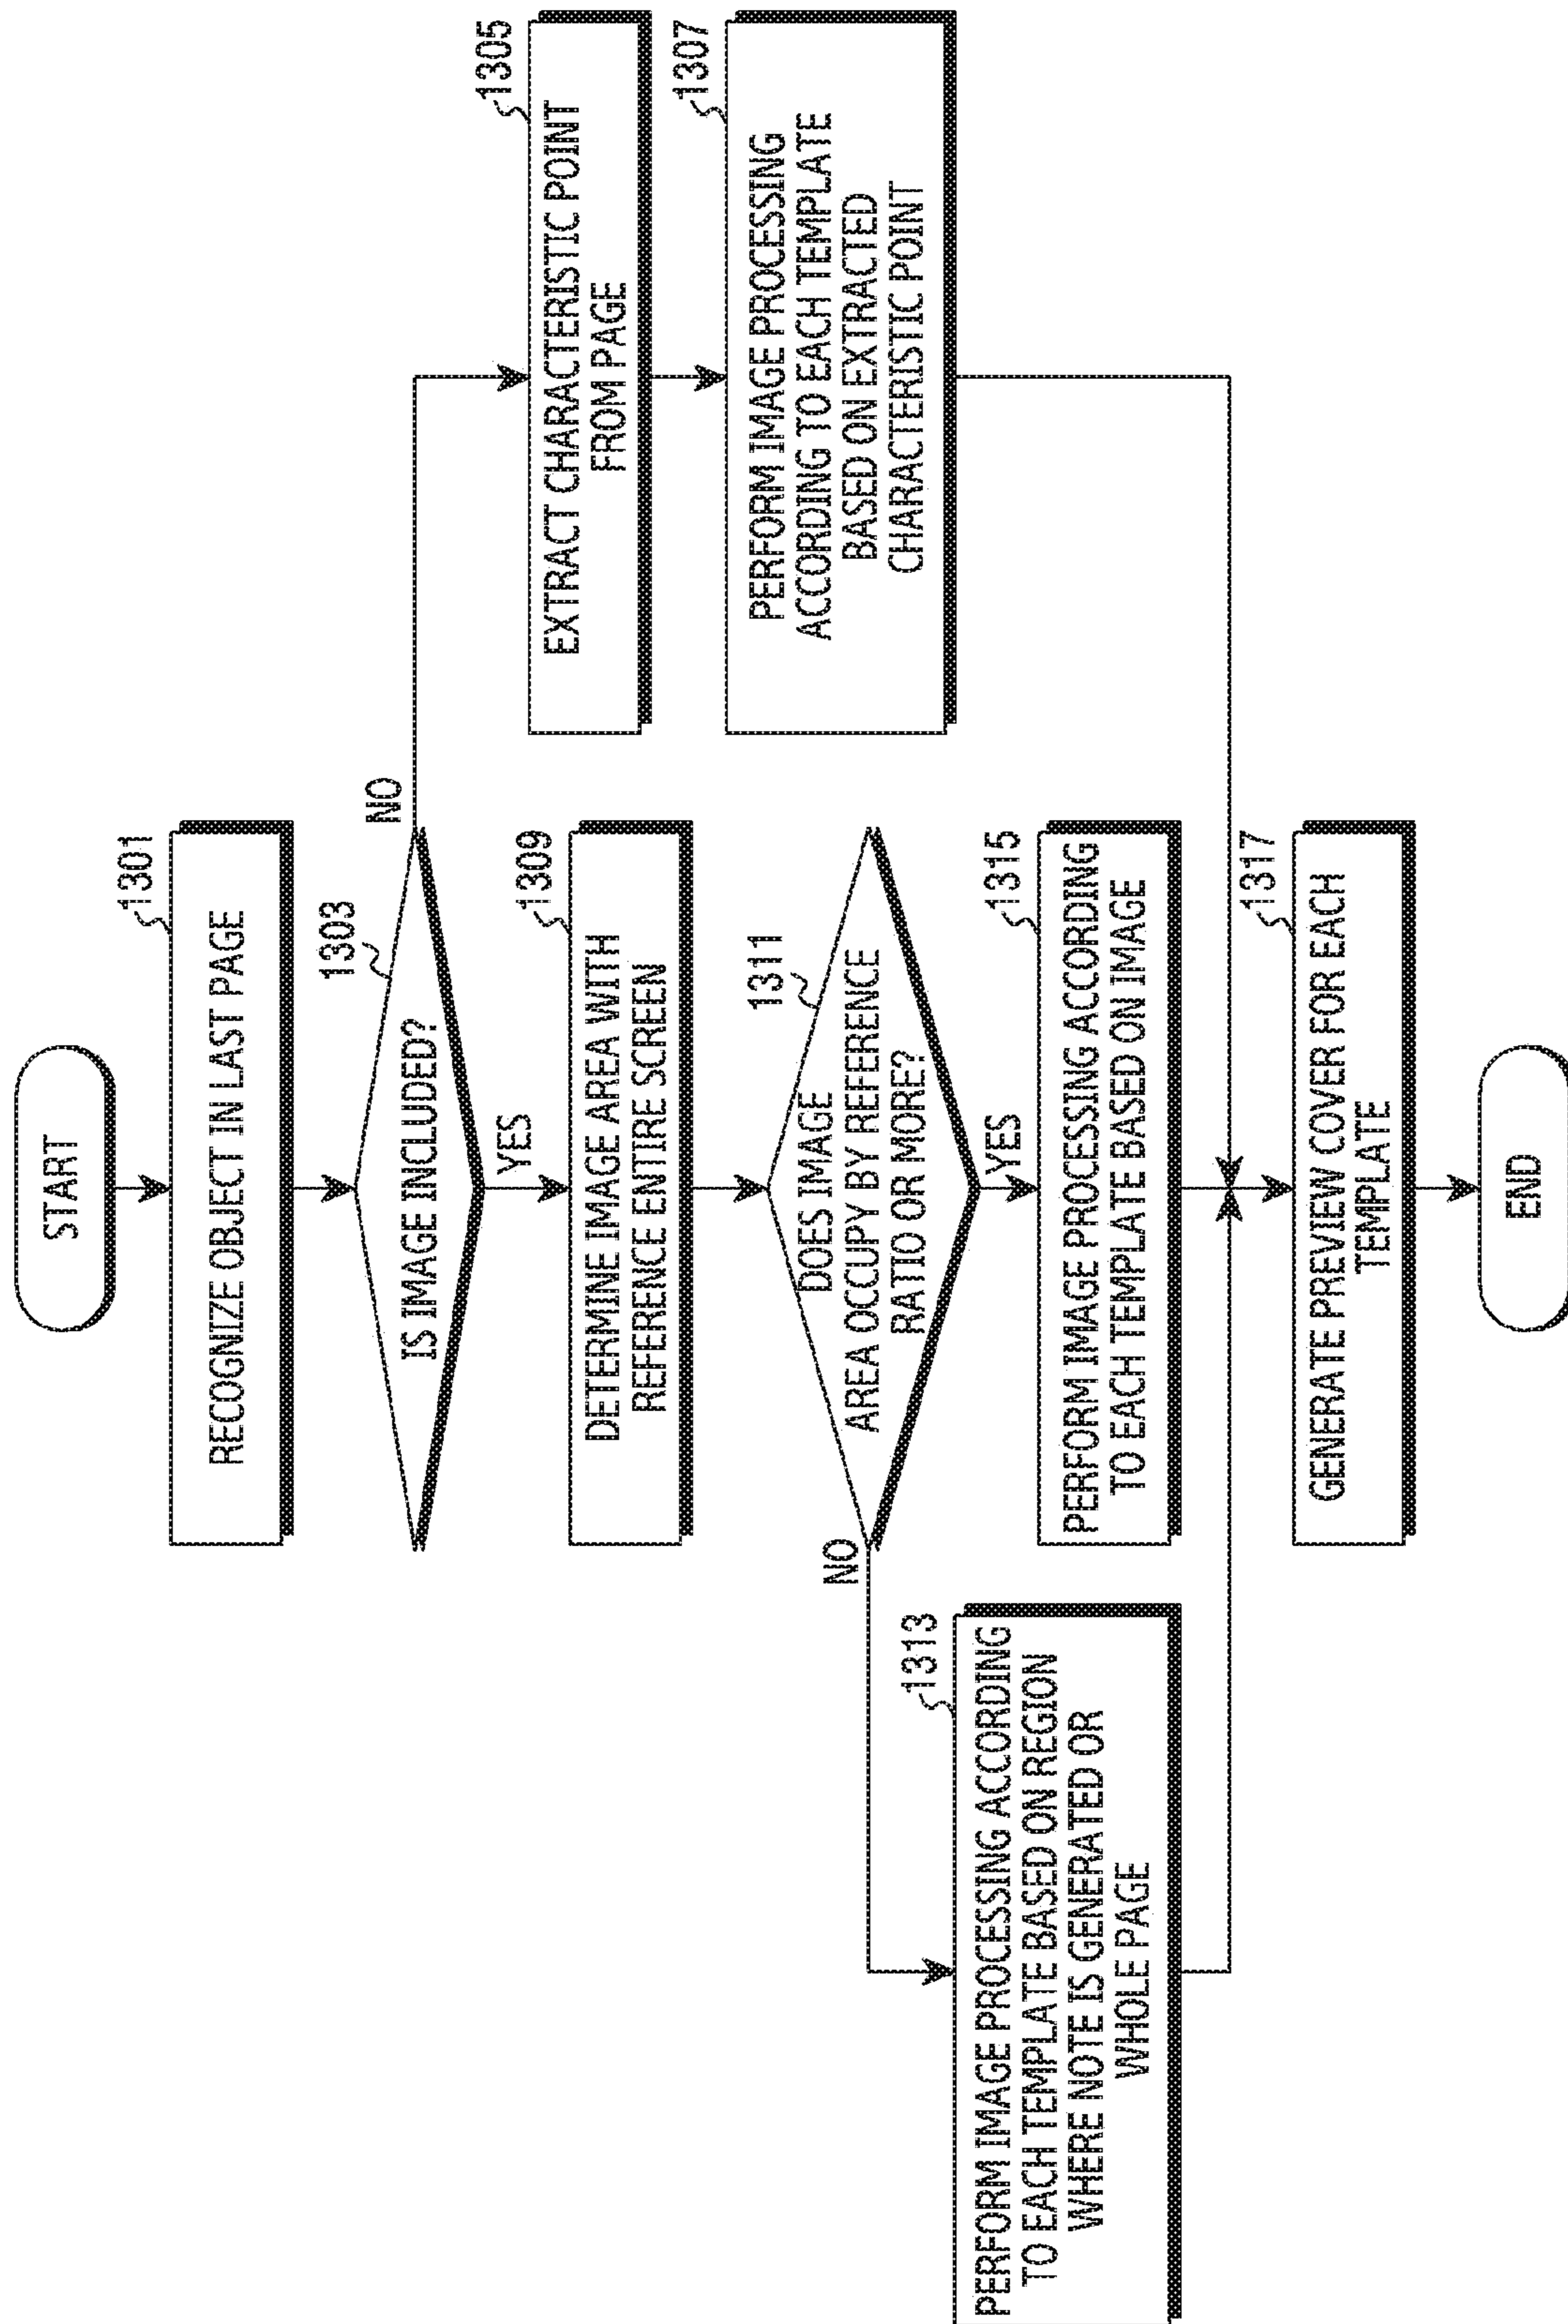 START
1301
RECOGNIZE OBJECT IN LAST PAGE
1303
IS IMAGE INCLUDED?
NO
YES
1305
EXTRACT CHARACTERISTIC POINT
FROM PAGE
1307
PERFORM IMAGE PROCESSING
ACCORDING TO EACH TEMPLATE
BASED ON EXTRACTED
CHARACTERISTIC POINT
1309
DETERMINE IMAGE AREA WITH
REFERENCE ENTIRE SCREEN
1311
DOES IMAGE
AREA OCCUPY BY REFERENCE
RATIO OR MORE?
NO
YES
1313
PERFORM IMAGE PROCESSING ACCORDING
TO EACH TEMPLATE BASED ON REGION
WHERE NOTE IS GENERATED OR
WHOLE PAGE
1315
PERFORM IMAGE PROCESSING ACCORDING
TO EACH TEMPLATE BASED ON IMAGE
1317
GENERATE PREVIEW COVER FOR EACH
TEMPLATE
END